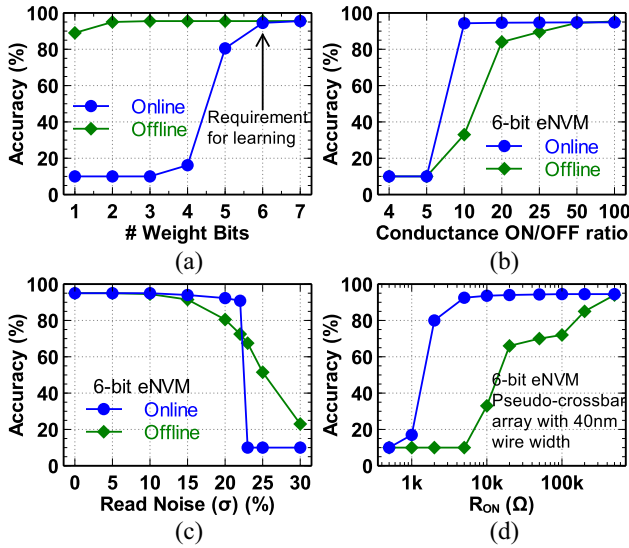 100
80
60
40
20
0
Accuracy (%)
Online
Offline
Requirement
for learning
1 2 3 4 5 6 7
# Weight Bits
(a)
100
80
60
40
20
0
Accuracy (%)
6-bit eNVM
Online
Offline
4 5 10 20 25 50 100
Conductance ON/OFF ratio
(b)
100
80
60
40
20
0
Accuracy (%)
6-bit eNVM
Online
Offline
0 5 10 15 20 25 30
Read Noise (σ) (%)
(c)
100
80
60
40
20
0
Accuracy (%)
6-bit eNVM
Pseudo-crossbar
array with 40nm
wire width
1k 10k 100k
RON (Ω)
(d)